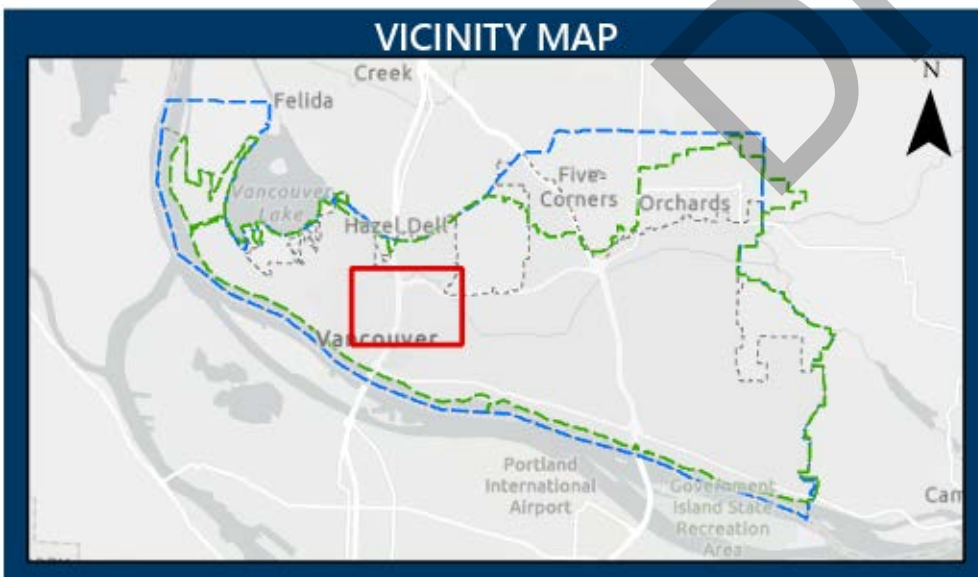 VICINITY MAP
Creek
N
Felida
Five
Corners
Orchards
Vancouver
Lake
Hazel Dell
Vancouver
Portland
International
Airport
Government
Island State
Recreation
Area
Cam